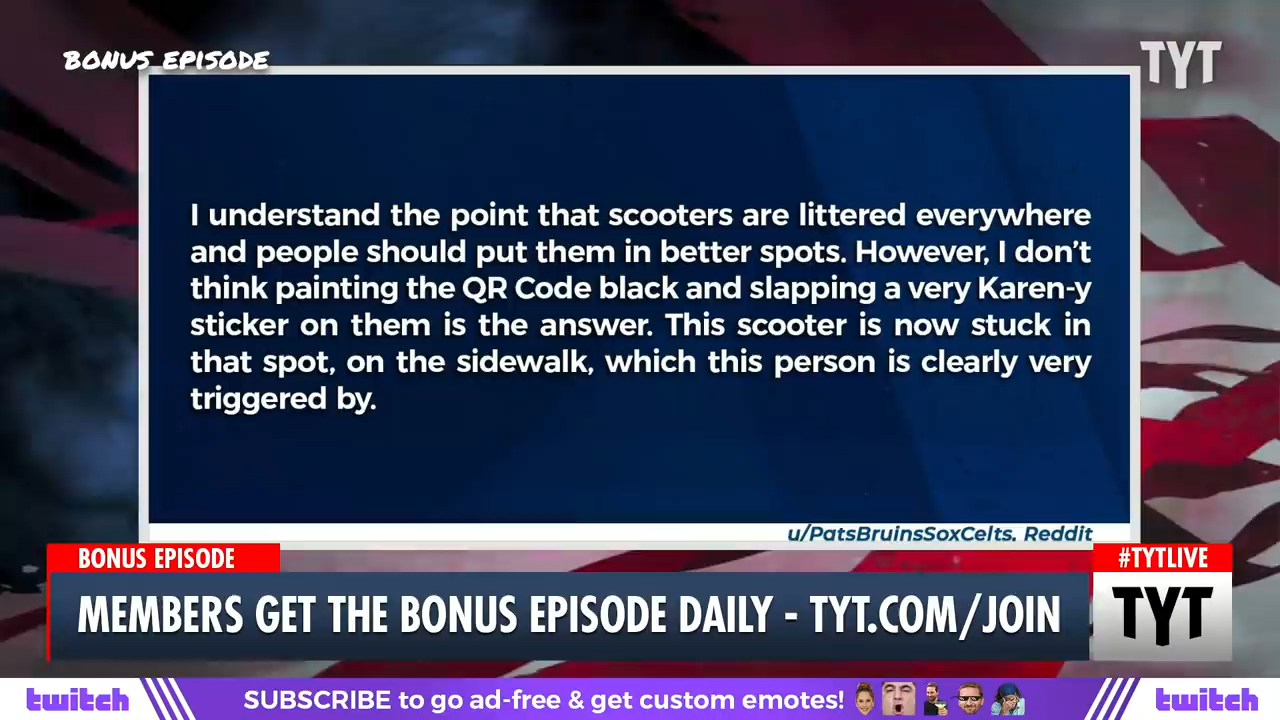 BONUS EPISODE
TYT
I understand the point that scooters are littered everywhere
and people should put them in better spots. However, I don’t
think painting the QR Code black and slapping a very Karen-y
sticker on them is the answer. This scooter is now stuck in
that spot, on the sidewalk, which this person is clearly very
triggered by.
u/PatsBruinsSoxCelts, Reddit
BONUS EPISODE
#TYTLIVE
MEMBERS GET THE BONUS EPISODE DAILY - TYT.COM/JOIN
TYT
twitch
SUBSCRIBE to go ad-free & get custom emotes!
twitch